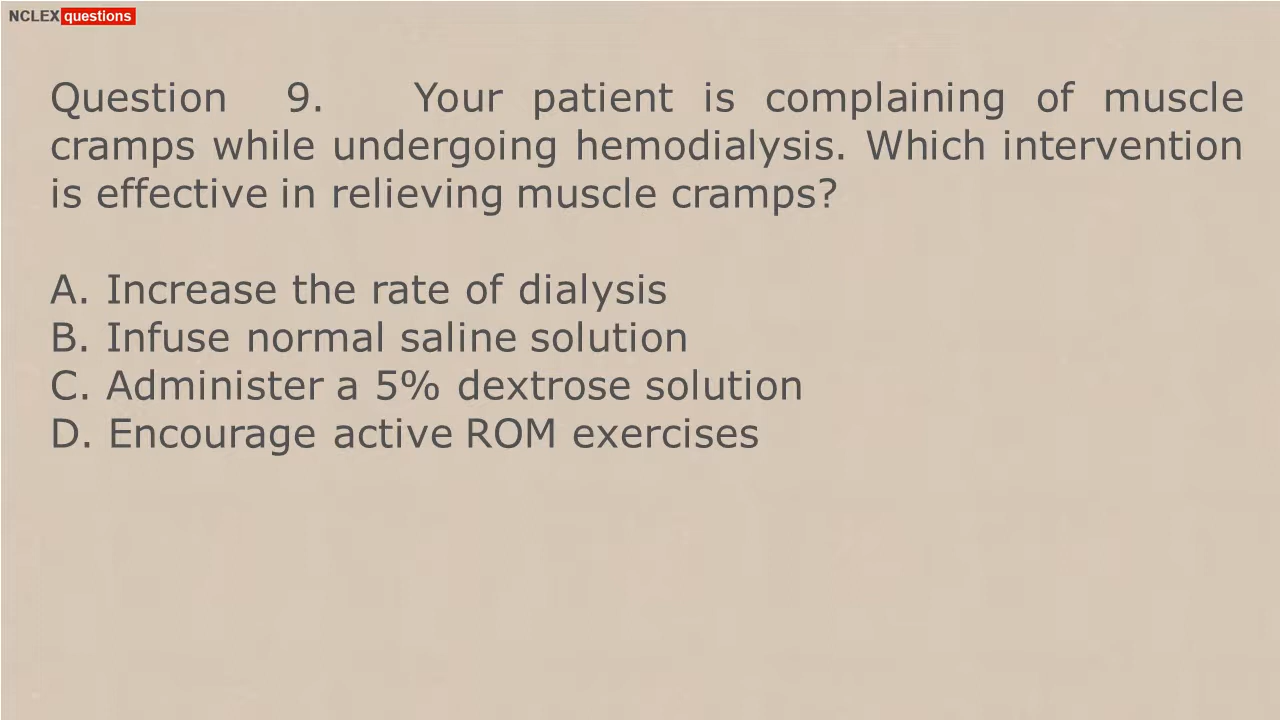 NCLEX questions
Question 9. Your patient is complaining of muscle
cramps while undergoing hemodialysis. Which intervention
is effective in relieving muscle cramps?
A. Increase the rate of dialysis
B. Infuse normal saline solution
C. Administer a 5% dextrose solution
D. Encourage active ROM exercises